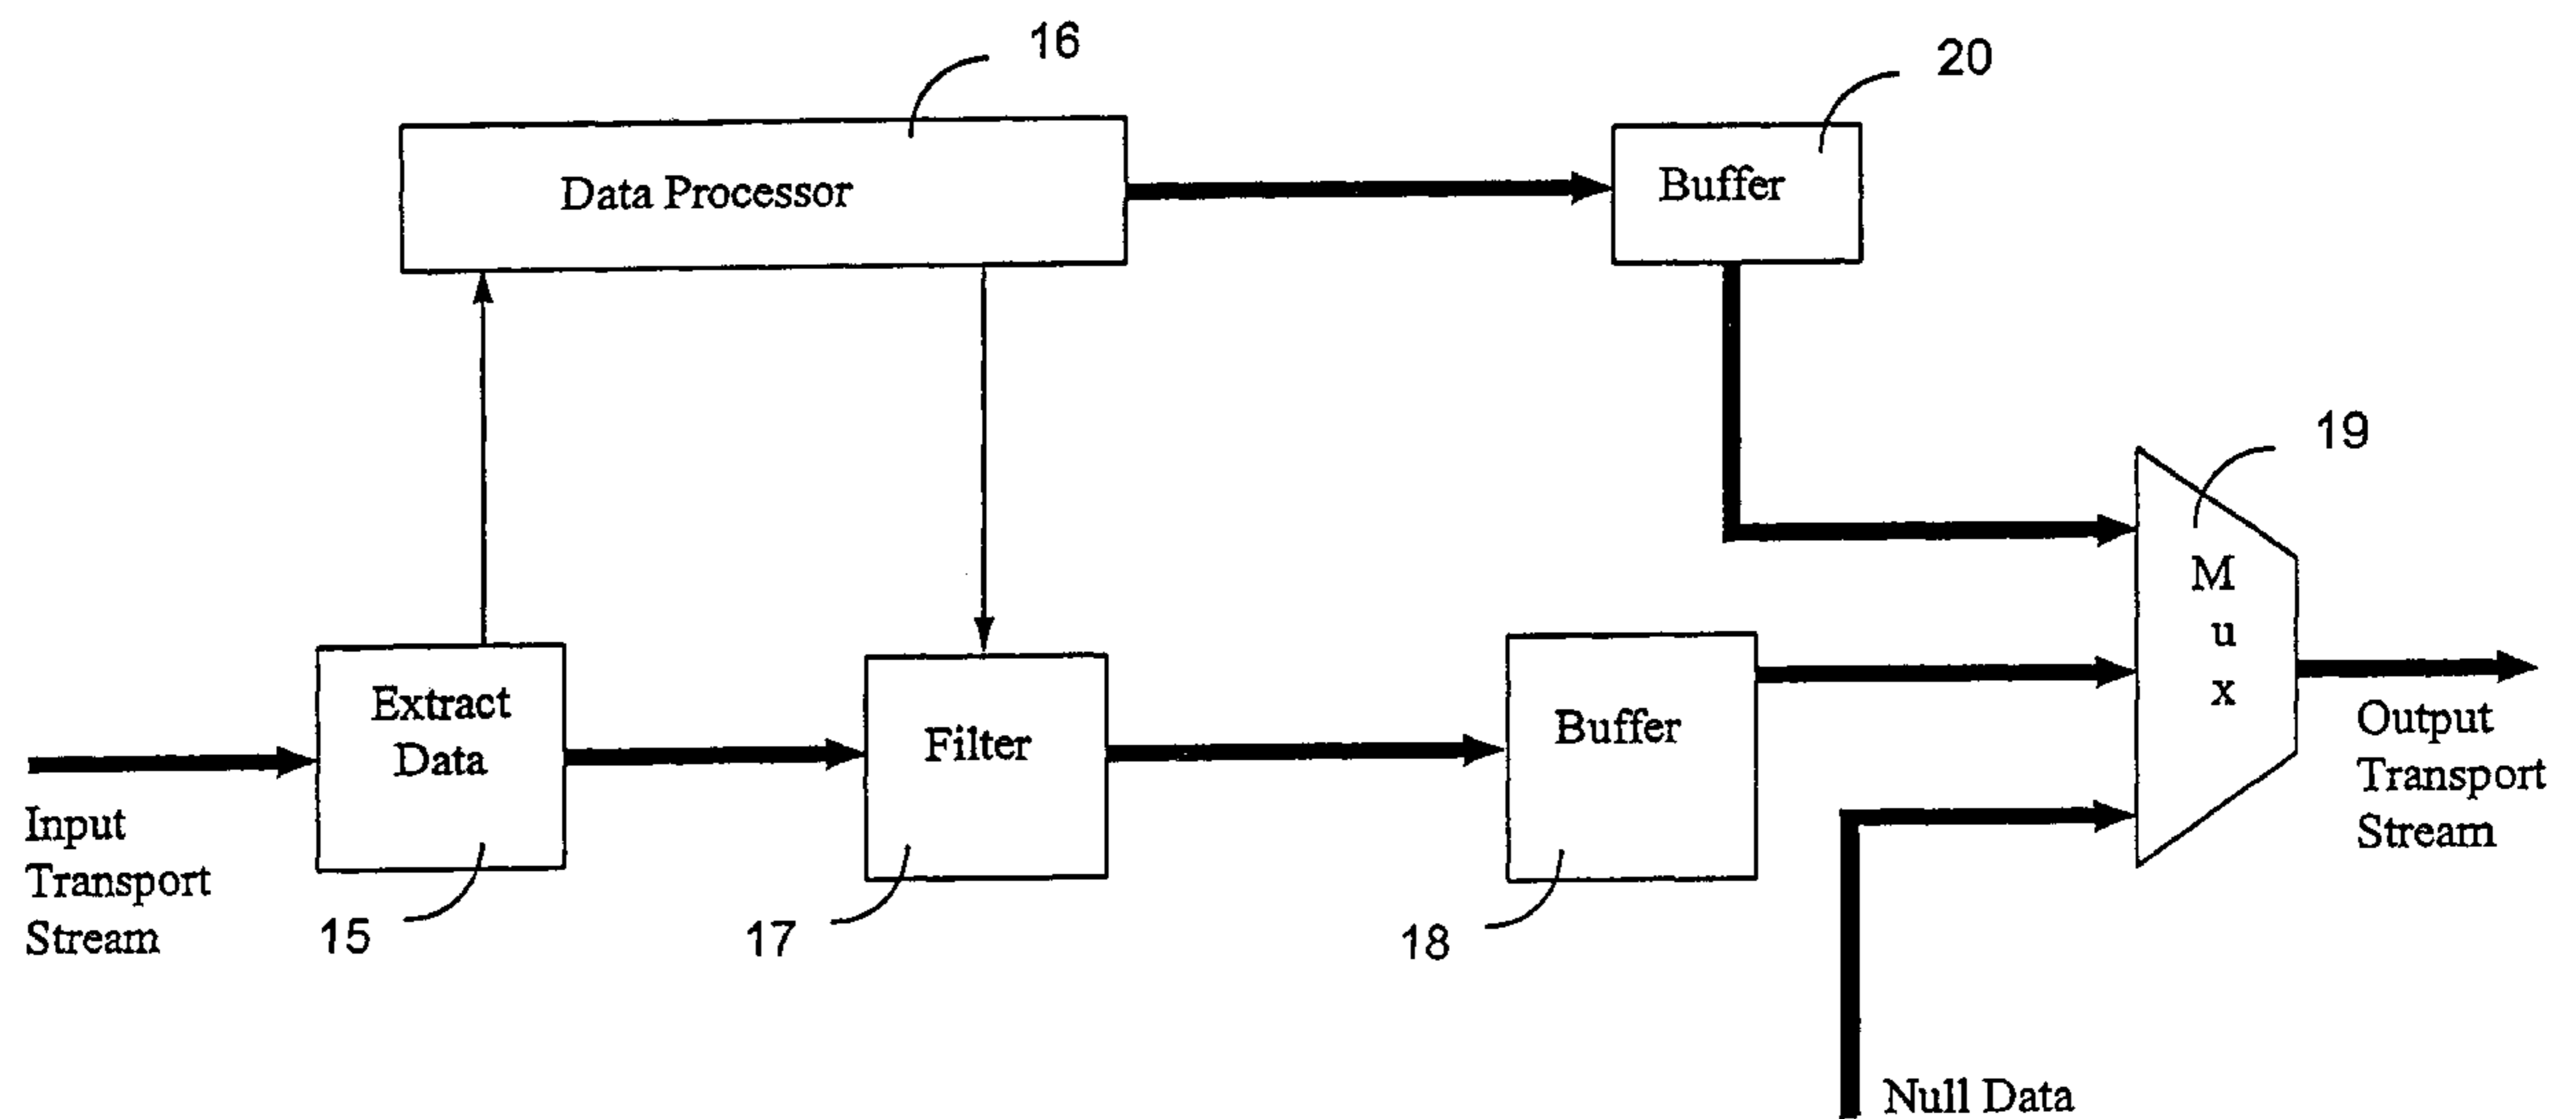 16
20
Data Processor
Buffer
19
M
u
x
Extract
Data
Filter
Buffer
Input
Transport
Stream
Output
Transport
Stream
15
17
18
Null Data